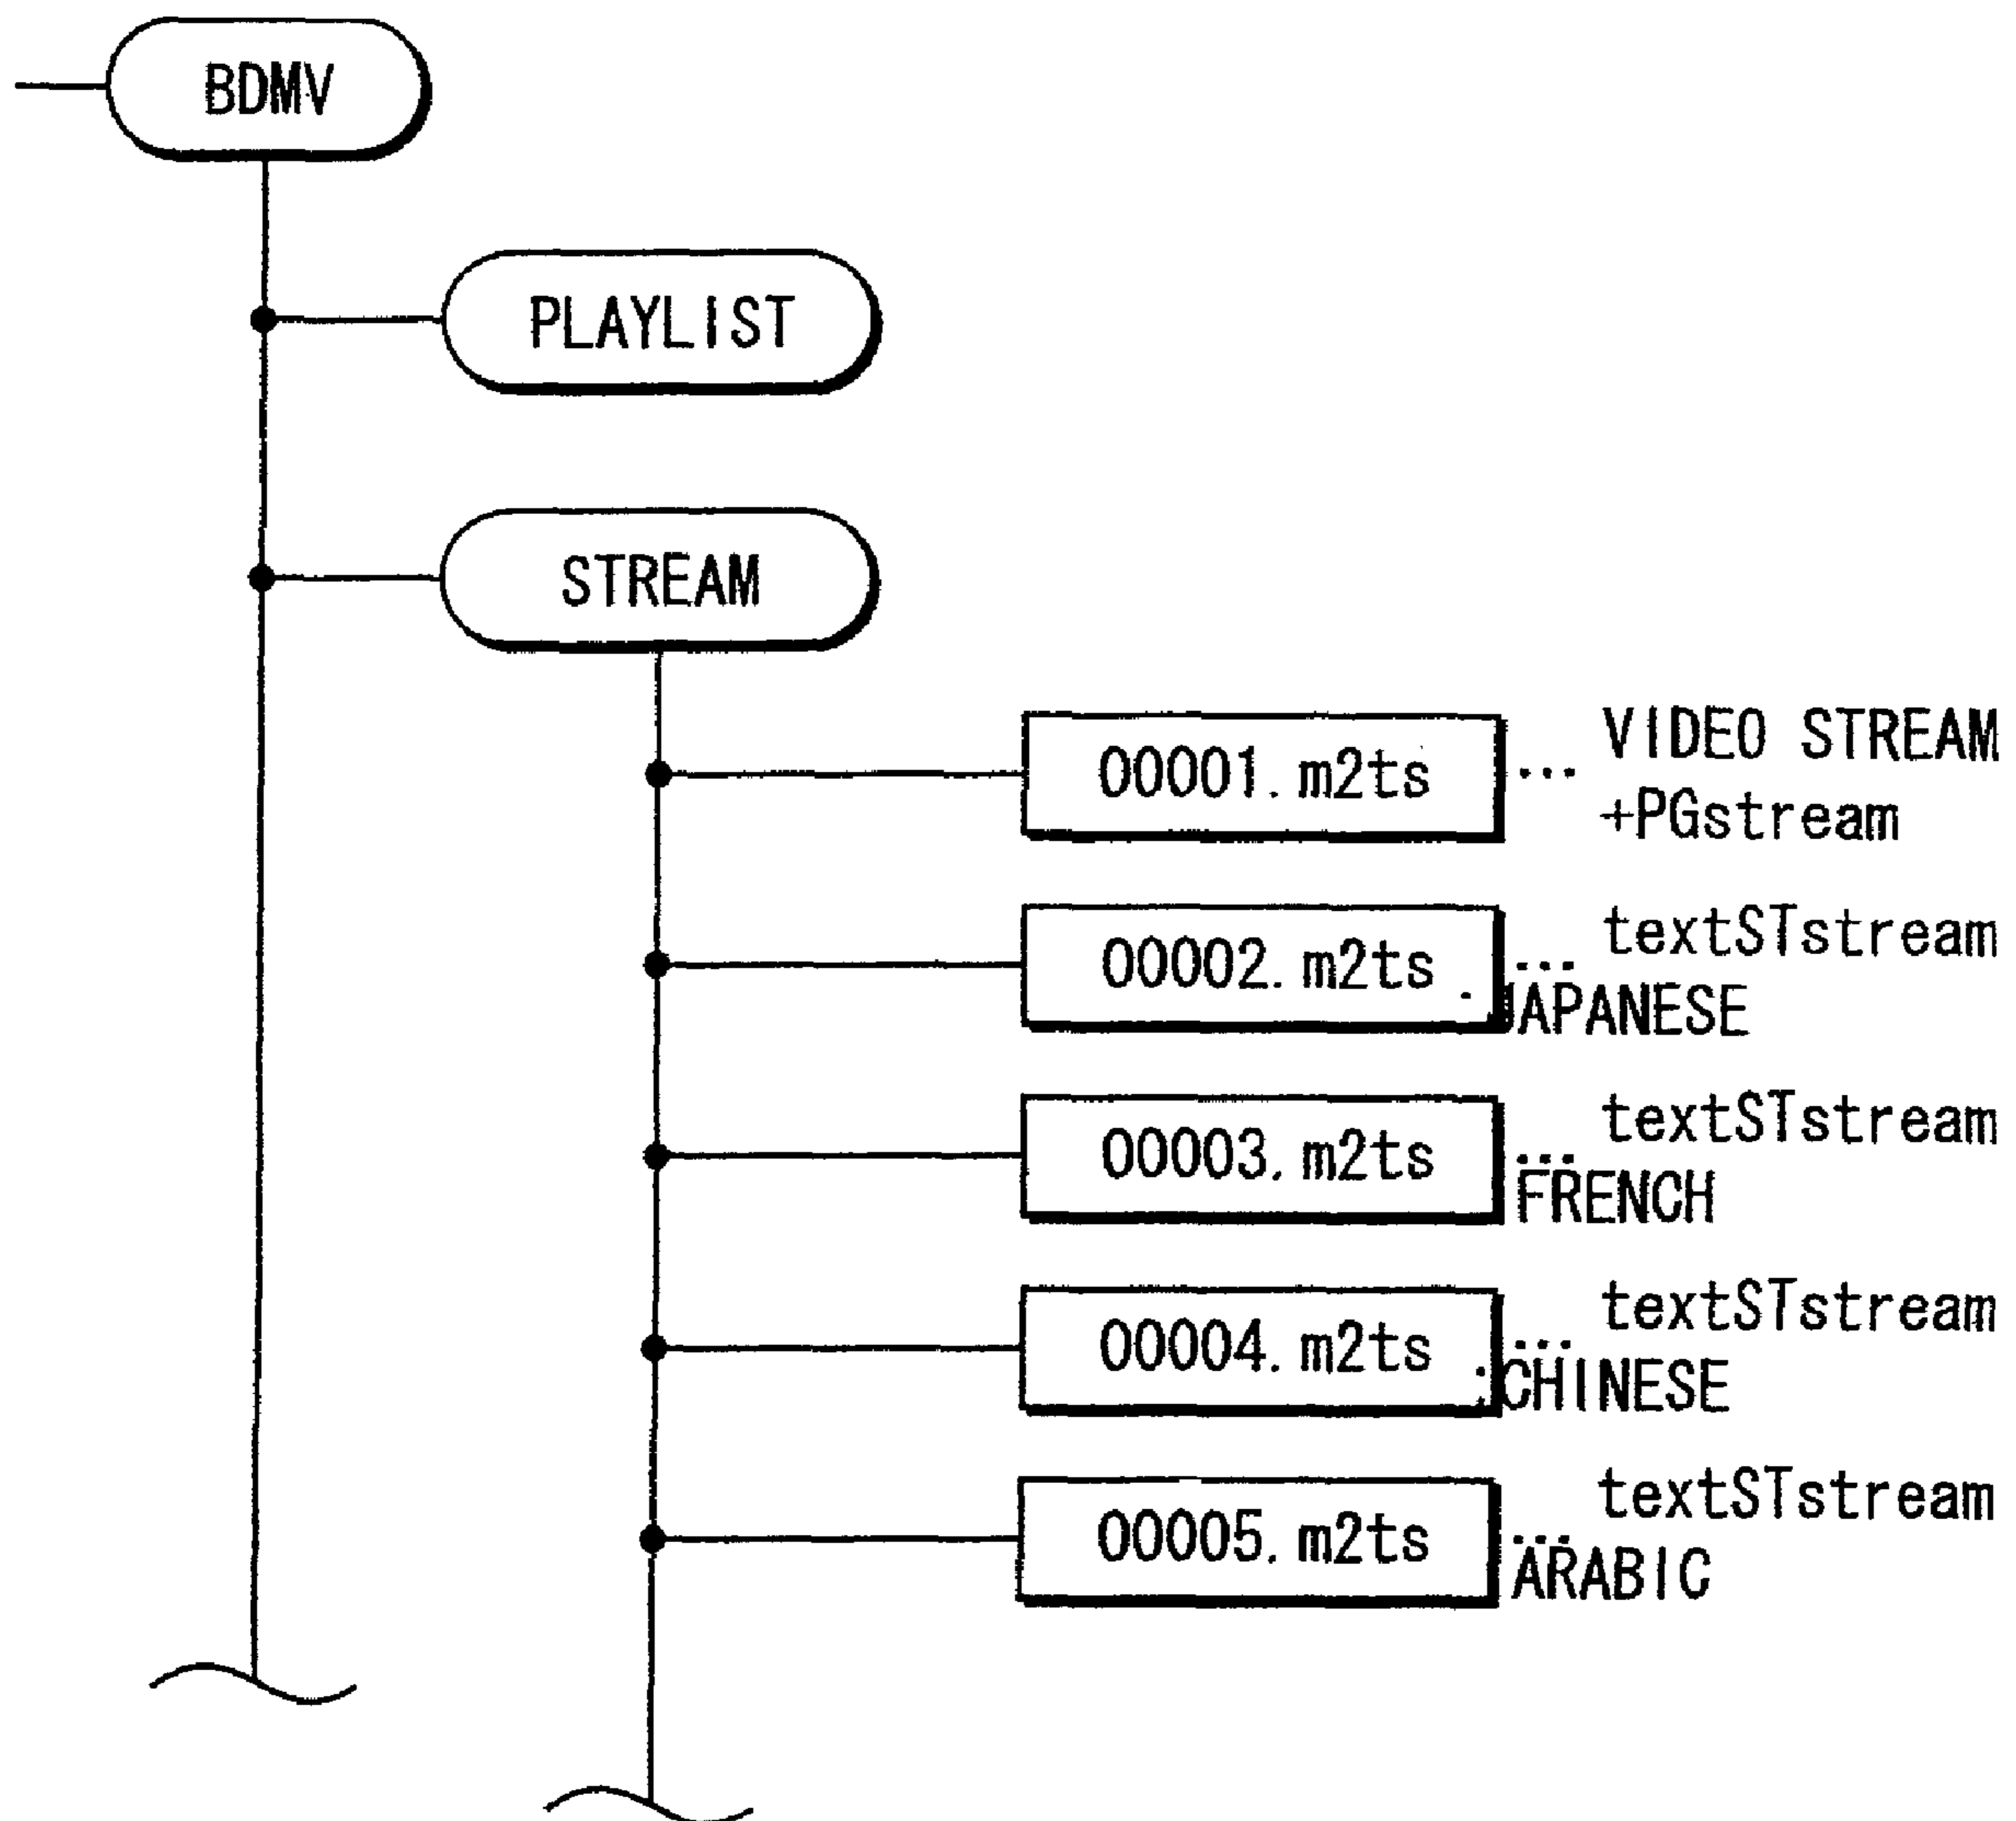 BDMV
PLAYLIST
STREAM
00001.m2ts ... VIDEO STREAM
+PGstream
00002.m2ts ... textSTstream
JAPANESE
00003.m2ts ... textSTstream
FRENCH
00004.m2ts ... textSTstream
:CHINESE
00005.m2ts ... textSTstream
ARABIC